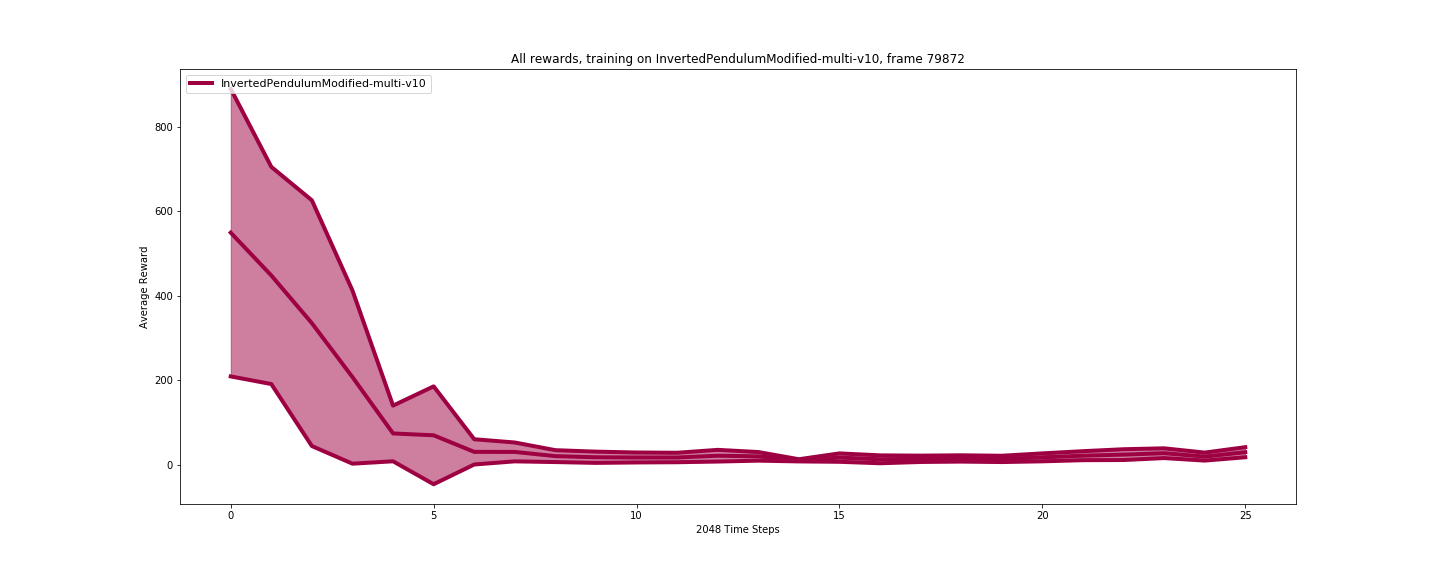 All rewards, training on InvertedPendulumModified-multi-v10, frame 79872
InvertedPendulumModified-multi-v10
800
600
400
200
0
Average Reward
0 5 10 15 20 25
2048 Time Steps